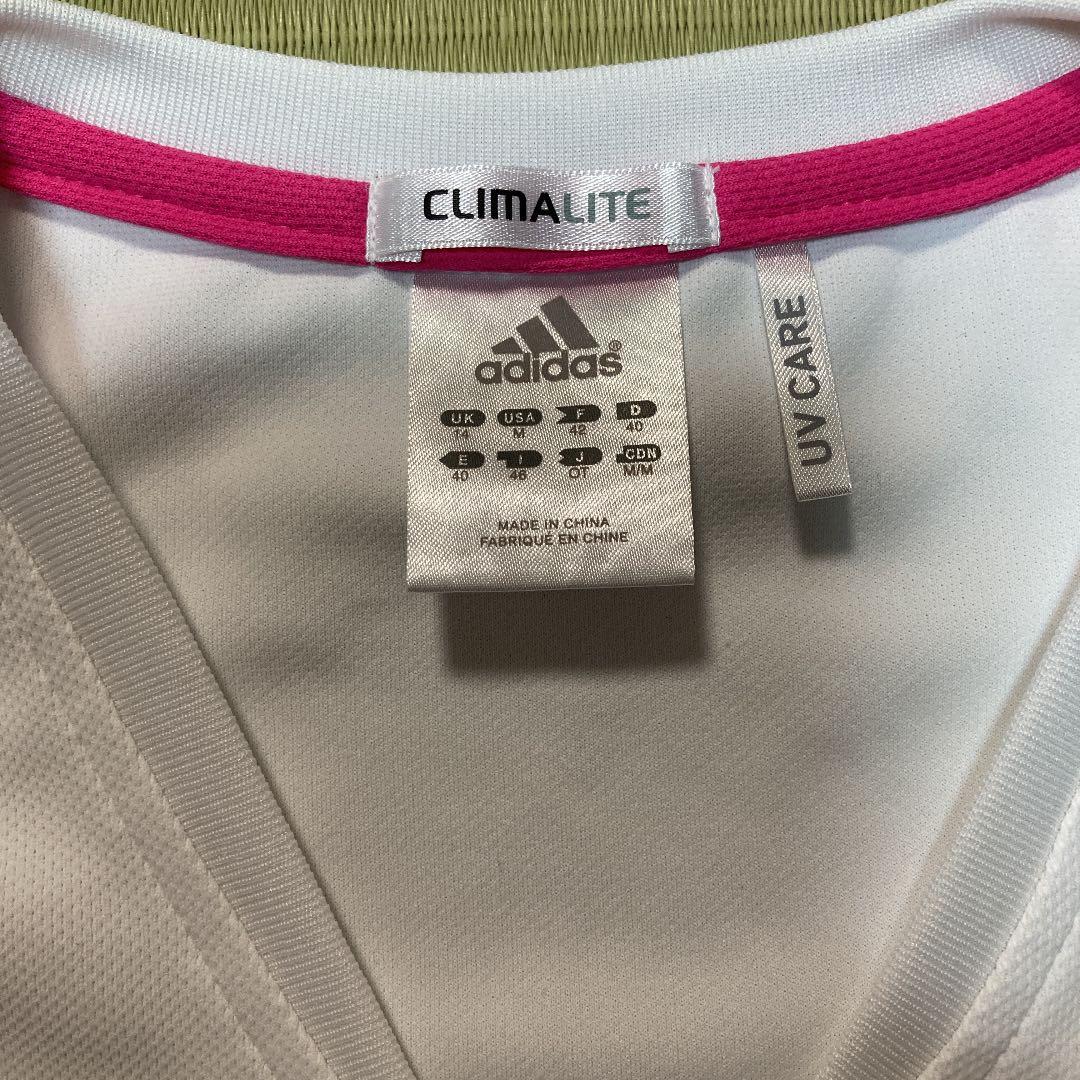 CLIMALITE
adidas®
UK USA F D
14 M 42 40
E I J CDN
40 46 OT M/M
MADE IN CHINA
FABRIQUÉ EN CHINE
UV CARE